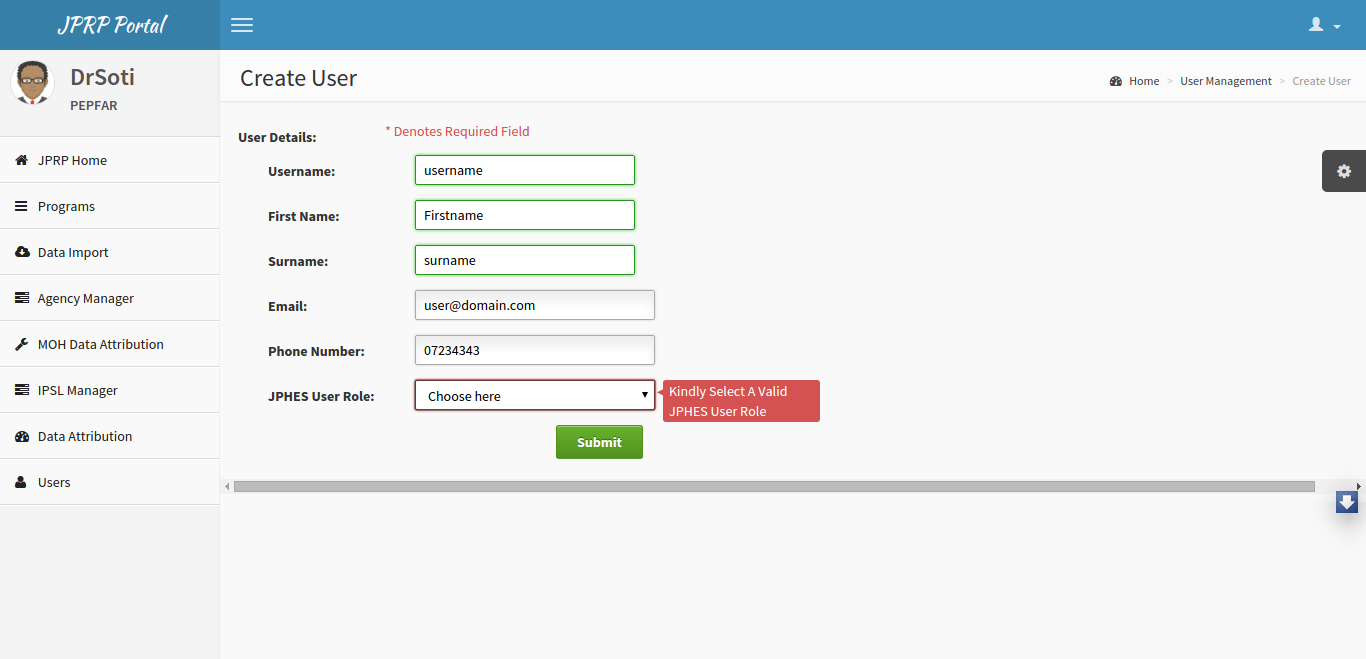 JPRP Portal
DrSoti
PEPFAR
JPRP Home
Programs
Data Import
Agency Manager
MOH Data Attribution
IPSL Manager
Data Attribution
Users
Create User
Home > User Management > Create User
User Details:
* Denotes Required Field
Username: username
First Name: Firstname
Surname: surname
Email: user@domain.com
Phone Number: 07234343
JPHES User Role: Choose here
Kindly Select A Valid
JPHES User Role
Submit